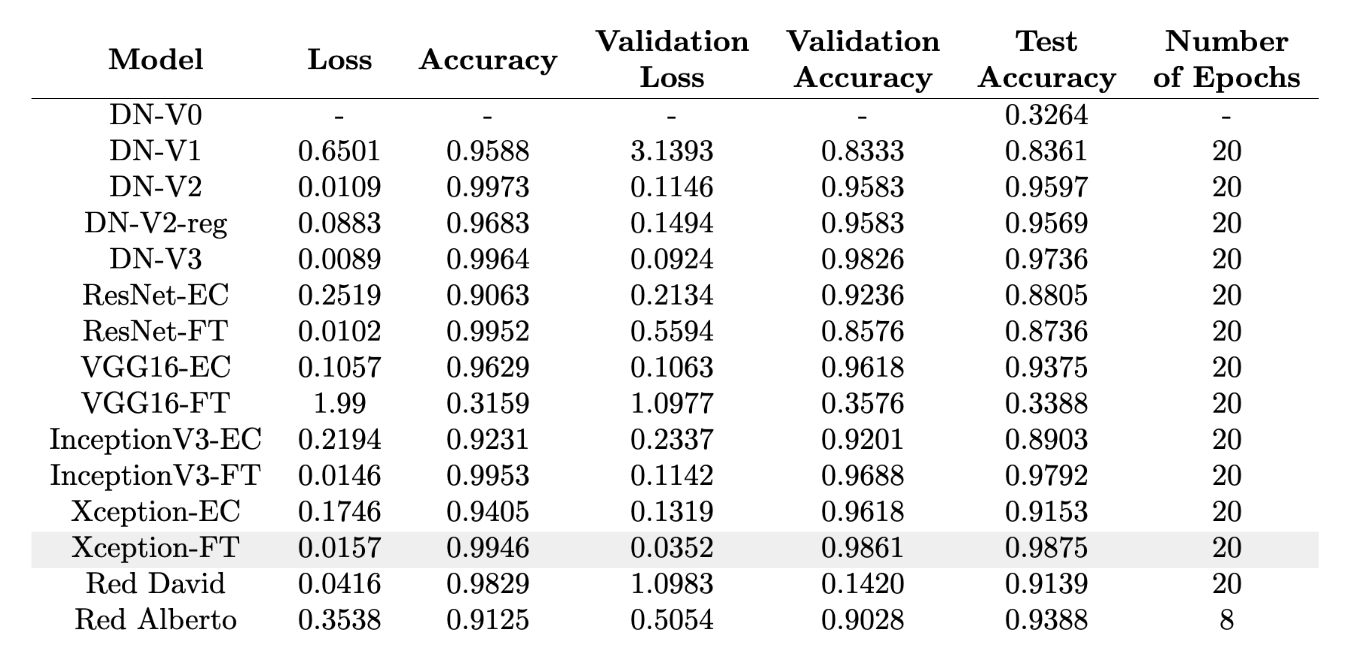 Model Loss Accuracy Validation Loss Validation Accuracy Test Accuracy Number of Epochs
DN-V0 - - - - 0.3264 -
DN-V1 0.6501 0.9588 3.1393 0.8333 0.8361 20
DN-V2 0.0109 0.9973 0.1146 0.9583 0.9597 20
DN-V2-reg 0.0883 0.9683 0.1494 0.9583 0.9569 20
DN-V3 0.0089 0.9964 0.0924 0.9826 0.9736 20
ResNet-EC 0.2519 0.9063 0.2134 0.9236 0.8805 20
ResNet-FT 0.0102 0.9952 0.5594 0.8576 0.8736 20
VGG16-EC 0.1057 0.9629 0.1063 0.9618 0.9375 20
VGG16-FT 1.99 0.3159 1.0977 0.3576 0.3388 20
InceptionV3-EC 0.2194 0.9231 0.2337 0.9201 0.8903 20
InceptionV3-FT 0.0146 0.9953 0.1142 0.9688 0.9792 20
Xception-EC 0.1746 0.9405 0.1319 0.9618 0.9153 20
Xception-FT 0.0157 0.9946 0.0352 0.9861 0.9875 20
Red David 0.0416 0.9829 1.0983 0.1420 0.9139 20
Red Alberto 0.3538 0.9125 0.5054 0.9028 0.9388 8